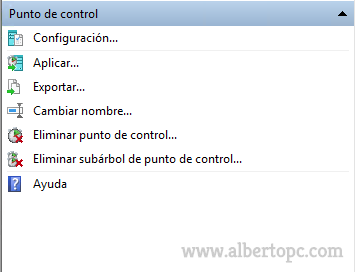 Punto de control
Configuración...
Aplicar...
Exportar...
Cambiar nombre...
Eliminar punto de control...
Eliminar subárbol de punto de control...
Ayuda
www.albertopc.com